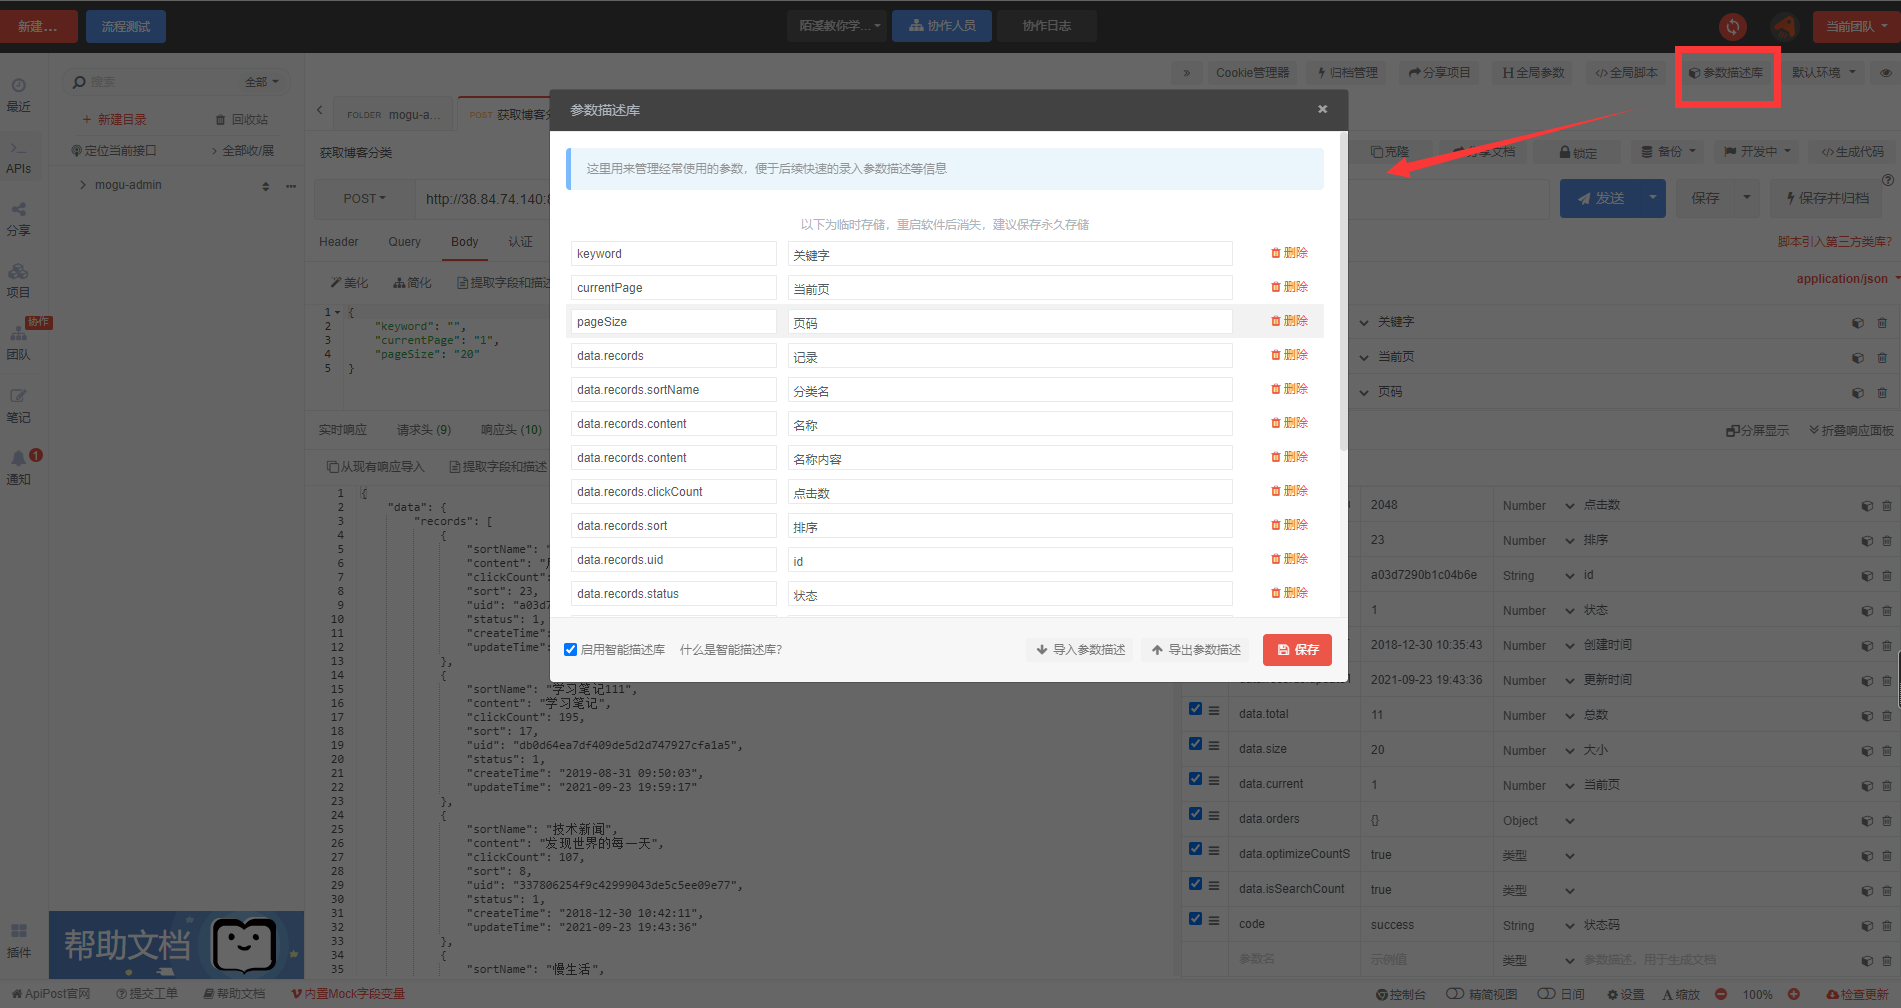 新建...
流程测试
陌溪教你学...
协作人员
协作日志
当前团队
最近
APIs
分享
项目
协作
团队
笔记
1
通知
插件
搜索
全部
+ 新建目录
回收站
定位当前接口
全部收/展
mogu-admin
帮助文档
» Cookie管理器 归档管理 分享项目 H全局参数 </>全局脚本 参数描述库 默认环境
FOLDER mogu-a...
POST 获取博客分
获取博客分类
克隆 分享文档 锁定 备份 开发中 </>生成代码
POST
http://38.84.74.140:8
发送
保存
保存并归档
Header Query Body 认证
脚本引入第三方类库?
美化 简化 提取字段和描述
application/json
1 {
2 "keyword": "",
3 "currentPage": "1",
4 "pageSize": "20"
5 }
关键字
当前页
页码
实时响应 请求头 (9) 响应头 (10)
分屏显示 折叠响应面板
从现有响应导入 提取字段和描述
1 {
2 "data": {
3 "records": [
4 {
5 "sortName": "
6 "content": "
7 "clickCount":
8 "sort": 23,
9 "uid": "a03d7
10 "status": 1,
11 "createTime":
12 "updateTime":
13 },
14 {
15 "sortName": "学习笔记111",
16 "content": "学习笔记",
17 "clickCount": 195,
18 "sort": 17,
19 "uid": "db0d64ea7df409de5d2d747927cfa1a5",
20 "status": 1,
21 "createTime": "2019-08-31 09:50:03",
22 "updateTime": "2021-09-23 19:59:17"
23 },
24 {
25 "sortName": "技术新闻",
26 "content": "发现世界的每一天",
27 "clickCount": 107,
28 "sort": 8,
29 "uid": "337806254f9c42999043de5c5ee09e77",
30 "status": 1,
31 "createTime": "2018-12-30 10:42:11",
32 "updateTime": "2021-09-23 19:43:36"
33 },
34 {
35 "sortName": "慢生活",
参数描述库
这里用来管理经常使用的参数，便于后续快速的录入参数描述等信息
以下为临时存储，重启软件后消失，建议保存永久存储
keyword 关键字 删除
currentPage 当前页 删除
pageSize 页码 删除
data.records 记录 删除
data.records.sortName 分类名 删除
data.records.content 名称 删除
data.records.content 名称内容 删除
data.records.clickCount 点击数 删除
data.records.sort 排序 删除
data.records.uid id 删除
data.records.status 状态 删除
启用智能描述库 什么是智能描述库?
导入参数描述 导出参数描述 保存
2048 Number 点击数
23 Number 排序
a03d7290b1c04b6e String id
1 Number 状态
2018-12-30 10:35:43 Number 创建时间
2021-09-23 19:43:36 Number 更新时间
data.total 11 Number 总数
data.size 20 Number 大小
data.current 1 Number 当前页
data.orders {} Object
data.optimizeCountS true 类型
data.isSearchCount true 类型
code success String 状态码
参数名 示例值 类型 参数描述，用于生成文档
ApiPost官网 提交工单 帮助文档 内置Mock字段变量
控制台 精简视图 日间 设置 A缩放 100% 检查更新